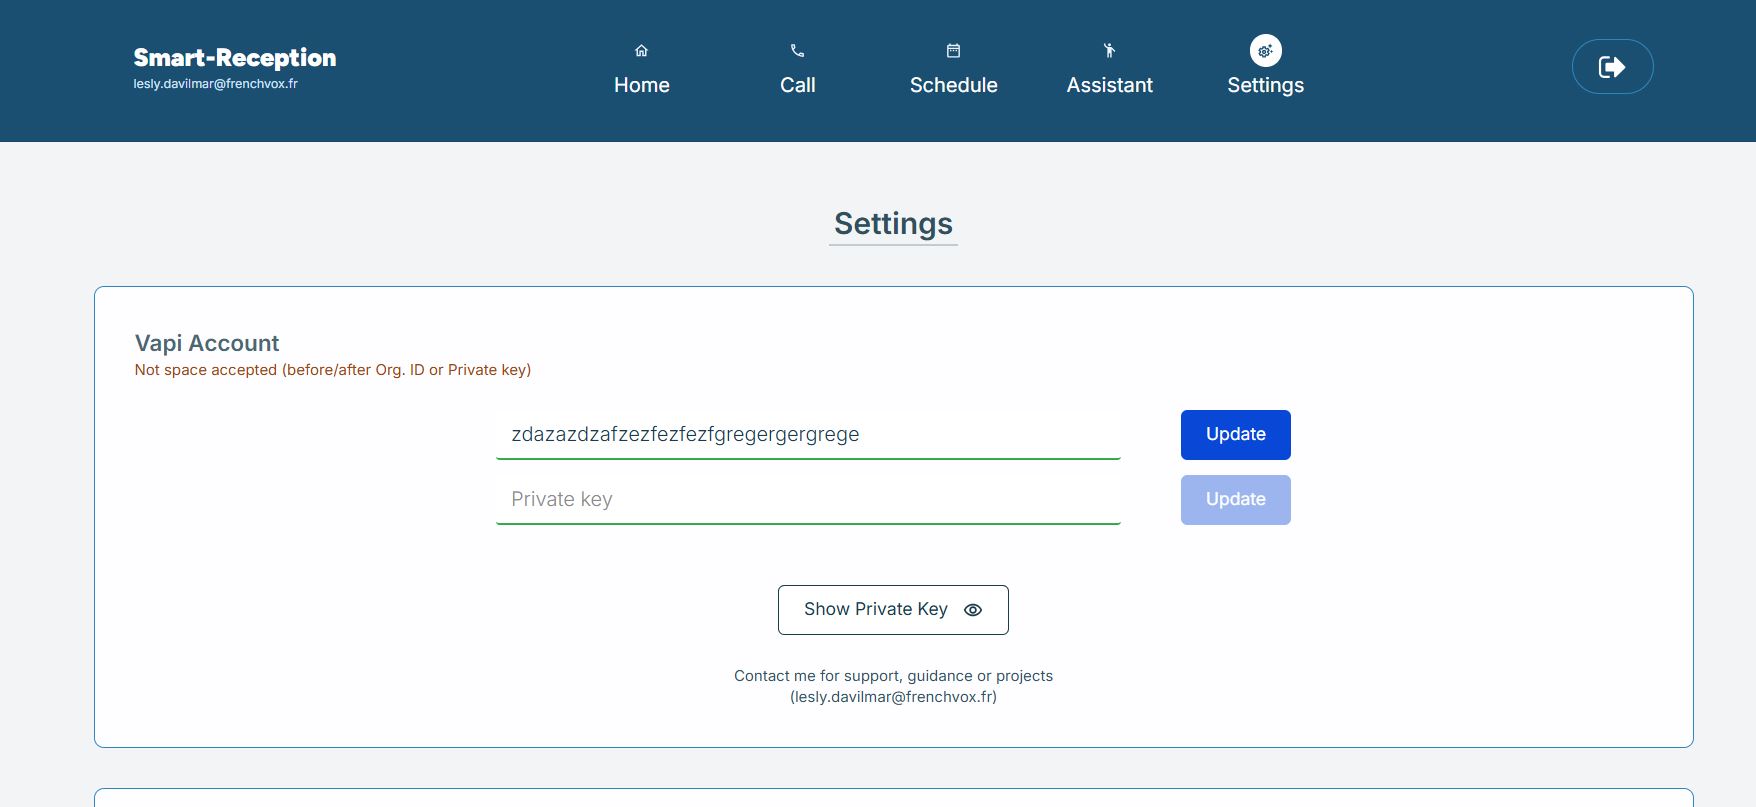 Smart-Reception
lesly.davilmar@frenchvox.fr
Home
Call
Schedule
Assistant
Settings
Settings
Vapi Account
Not space accepted (before/after Org. ID or Private key)
zdazazdzafzezfezfezfgregergergrege
Update
Private key
Update
Show Private Key
Contact me for support, guidance or projects
(lesly.davilmar@frenchvox.fr)